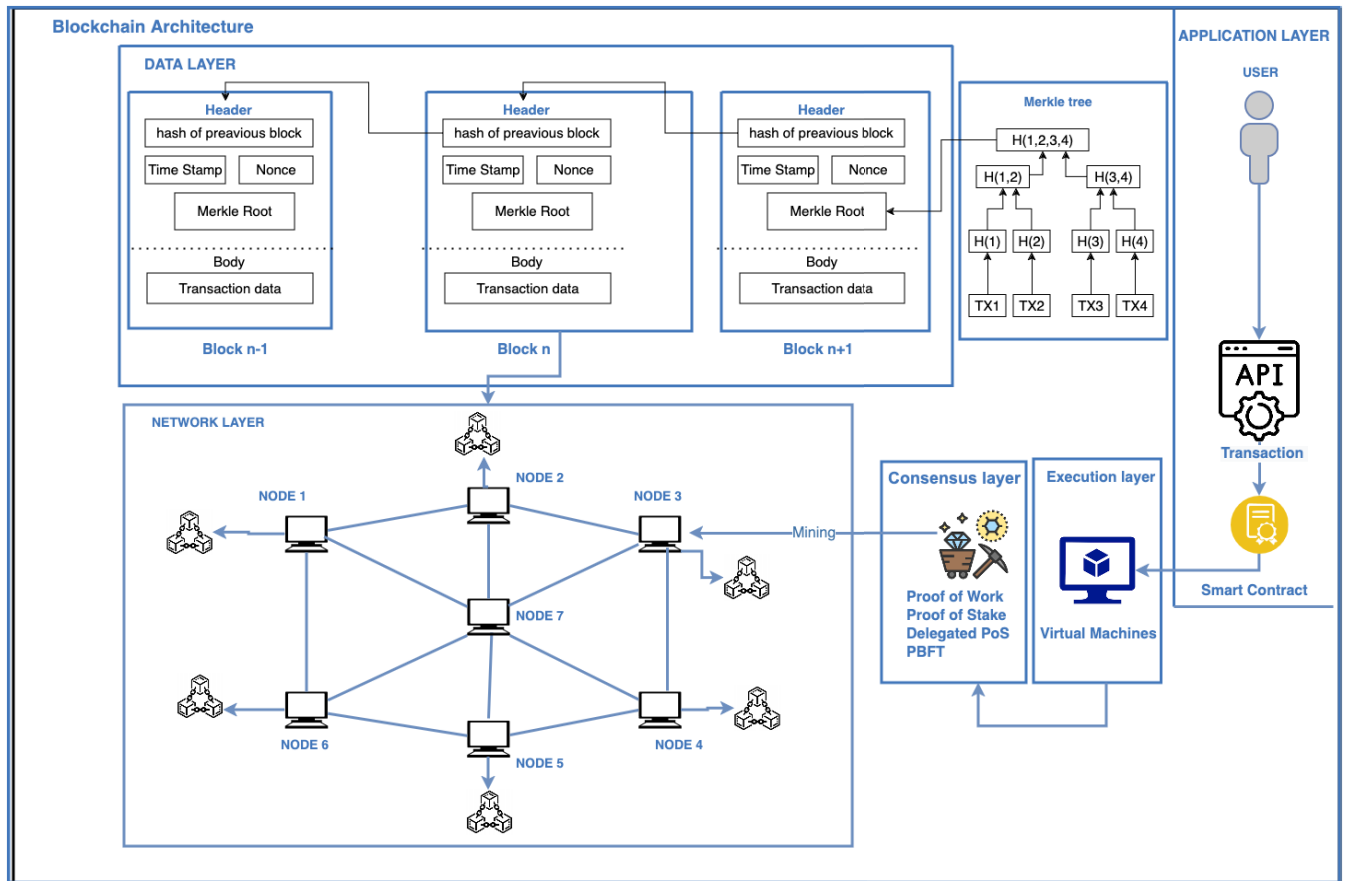 Blockchain Architecture
DATA LAYER
Header
hash of preavious block
Time Stamp
Nonce
Merkle Root
Body
Transaction data
Block n-1
Header
hash of preavious block
Time Stamp
Nonce
Merkle Root
Body
Transaction data
Block n
Header
hash of preavious block
Time Stamp
Nonce
Merkle Root
Body
Transaction data
Block n+1
Merkle tree
H(1,2,3,4)
H(1,2)
H(3,4)
H(1)
H(2)
H(3)
H(4)
TX1
TX2
TX3
TX4
APPLICATION LAYER
USER
API
Transaction
Smart Contract
Execution layer
Virtual Machines
Consensus layer
Proof of Work
Proof of Stake
Delegated PoS
PBFT
Mining
NETWORK LAYER
NODE 1
NODE 2
NODE 3
NODE 7
NODE 6
NODE 5
NODE 4